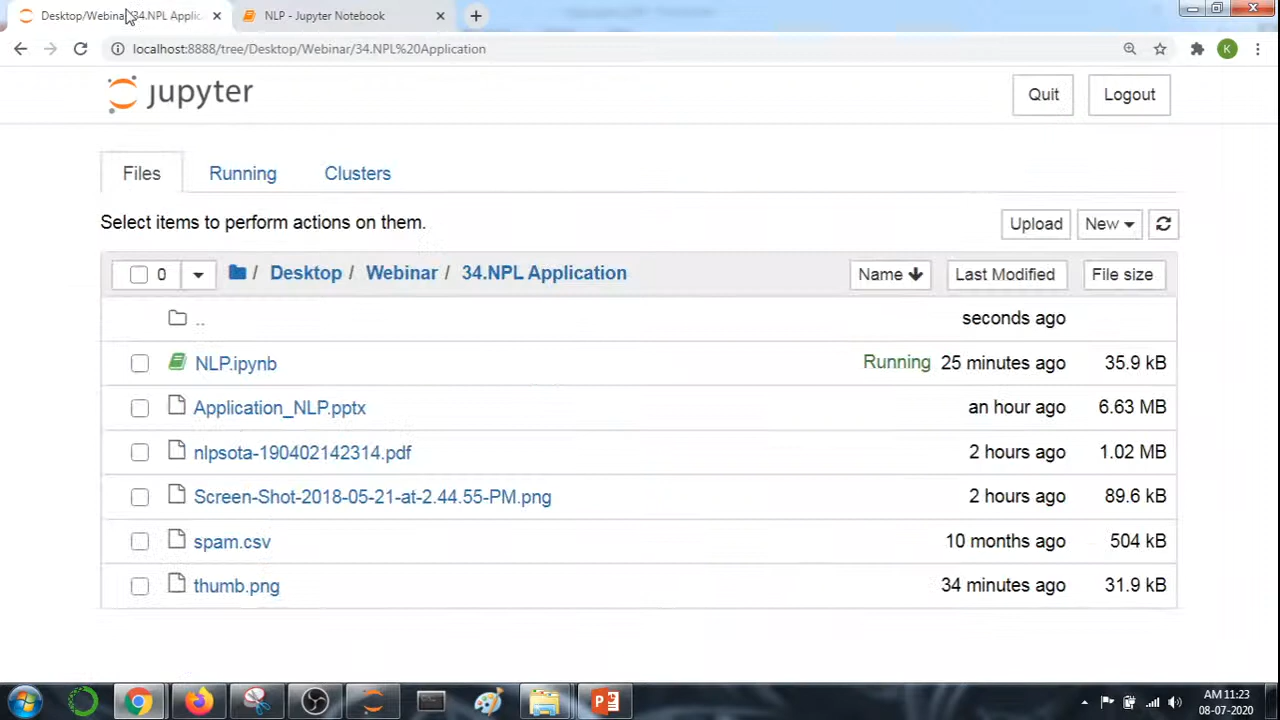 Desktop/Webinar/34.NPL Applic
NLP - Jupyter Notebook
localhost:8888/tree/Desktop/Webinar/34.NPL%20Application
K
jupyter
Quit
Logout
Files
Running
Clusters
Select items to perform actions on them.
Upload
New
0
/ Desktop / Webinar / 34.NPL Application
Name
Last Modified
File size
..
seconds ago
NLP.ipynb
Running
25 minutes ago
35.9 kB
Application_NLP.pptx
an hour ago
6.63 MB
nlpsota-190402142314.pdf
2 hours ago
1.02 MB
Screen-Shot-2018-05-21-at-2.44.55-PM.png
2 hours ago
89.6 kB
spam.csv
10 months ago
504 kB
thumb.png
34 minutes ago
31.9 kB
AM 11:23
08-07-2020